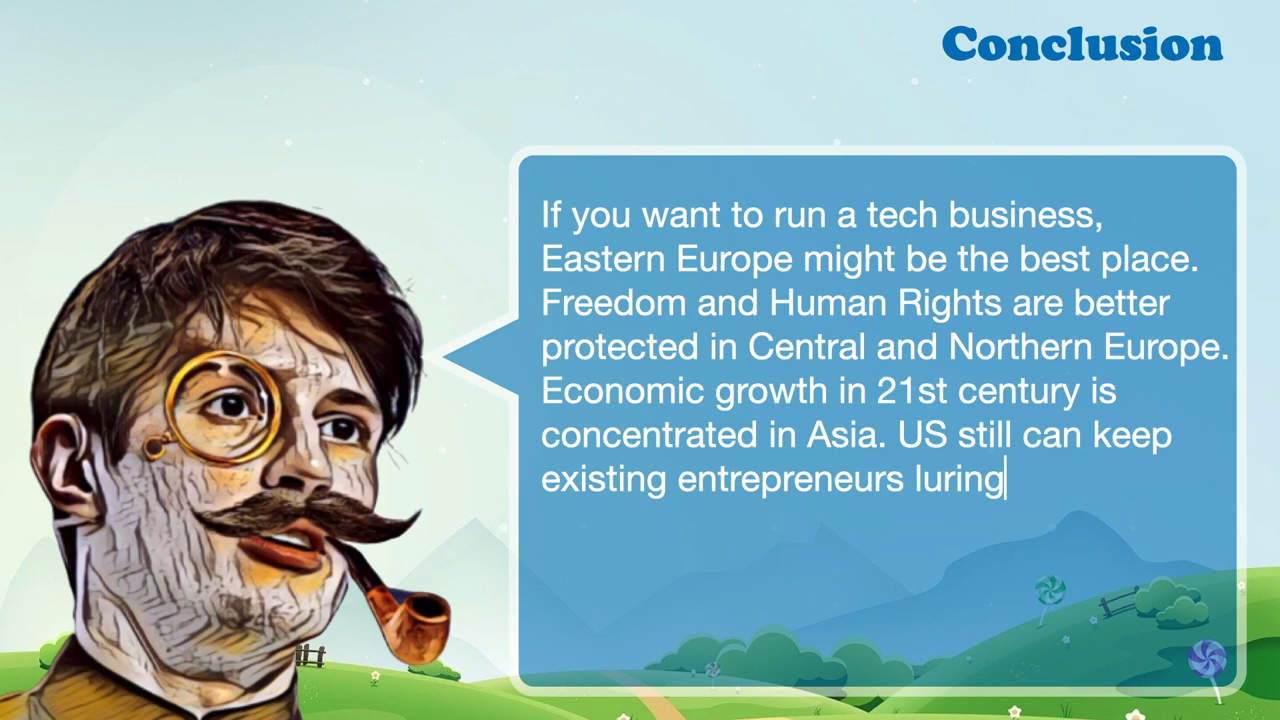 Conclusion
If you want to run a tech business,
Eastern Europe might be the best place.
Freedom and Human Rights are better
protected in Central and Northern Europe.
Economic growth in 21st century is
concentrated in Asia. US still can keep
existing entrepreneurs luring